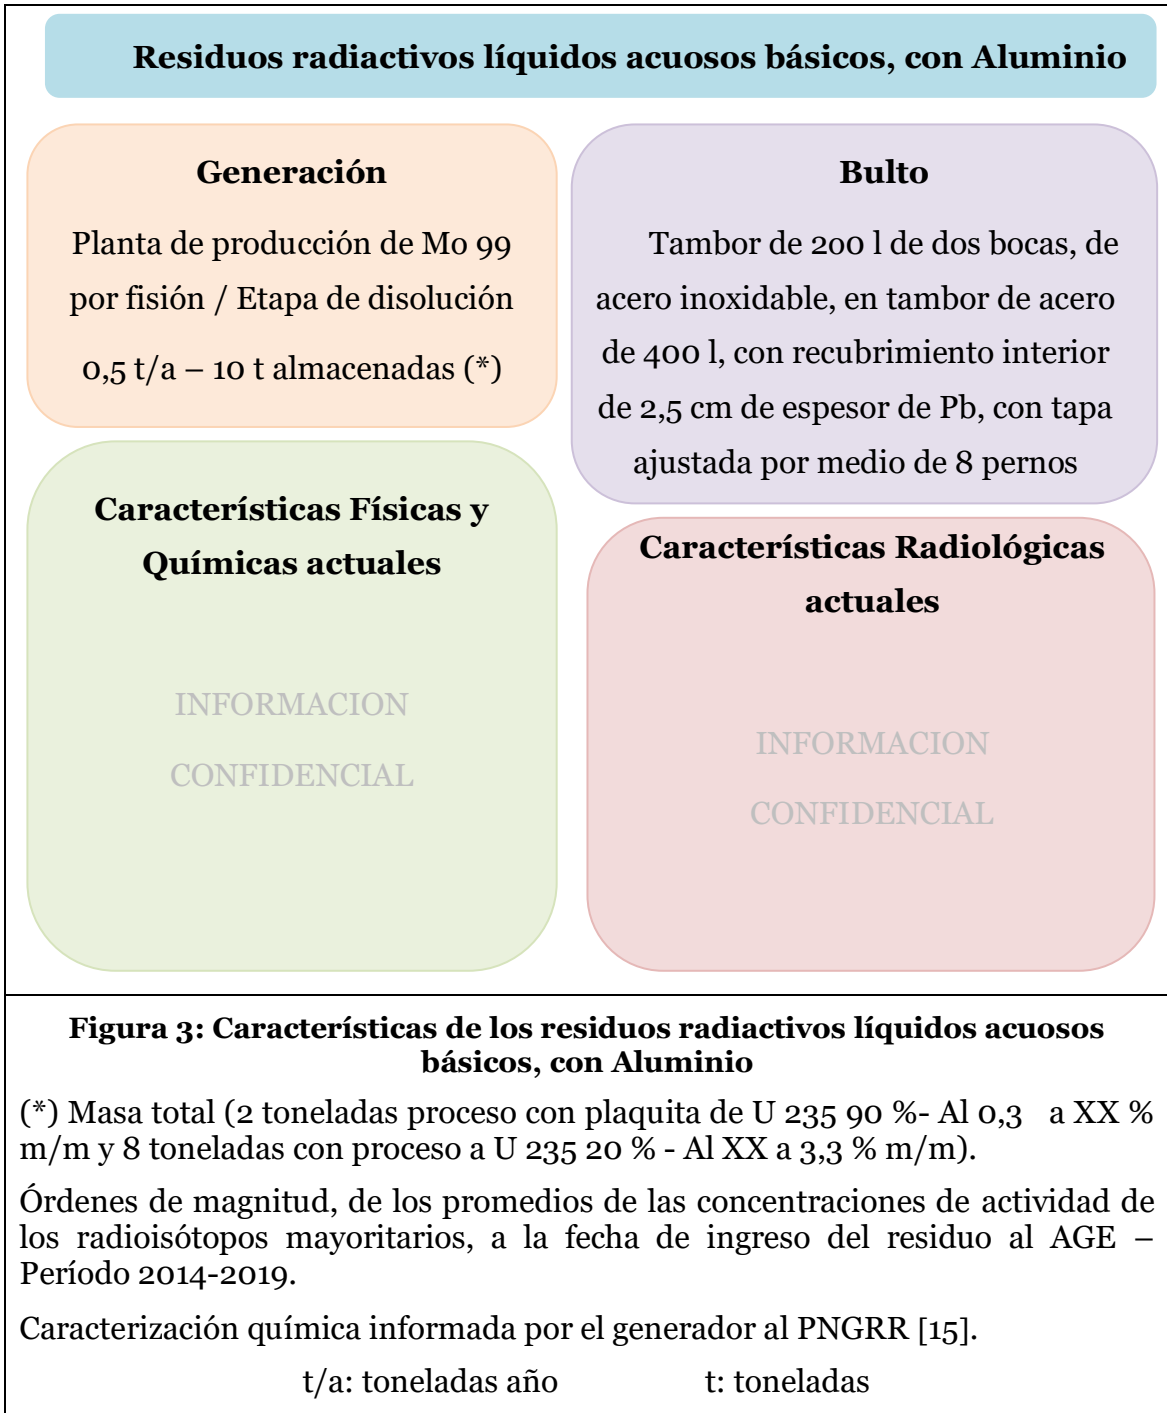 Residuos radiactivos líquidos acuosos básicos, con Aluminio
Generación
Planta de producción de Mo 99
por fisión / Etapa de disolución
0,5 t/a – 10 t almacenadas (*)
Bulto
Tambor de 200 l de dos bocas, de
acero inoxidable, en tambor de acero
de 400 l, con recubrimiento interior
de 2,5 cm de espesor de Pb, con tapa
ajustada por medio de 8 pernos
Características Físicas y
Químicas actuales
INFORMACION
CONFIDENCIAL
Características Radiológicas
actuales
INFORMACION
CONFIDENCIAL
Figura 3: Características de los residuos radiactivos líquidos acuosos
básicos, con Aluminio
(*) Masa total (2 toneladas proceso con plaquita de U 235 90 %- Al 0,3 a XX %
m/m y 8 toneladas con proceso a U 235 20 % - Al XX a 3,3 % m/m).
Órdenes de magnitud, de los promedios de las concentraciones de actividad de
los radioisótopos mayoritarios, a la fecha de ingreso del residuo al AGE –
Período 2014-2019.
Caracterización química informada por el generador al PNGRR [15].
t/a: toneladas año t: toneladas